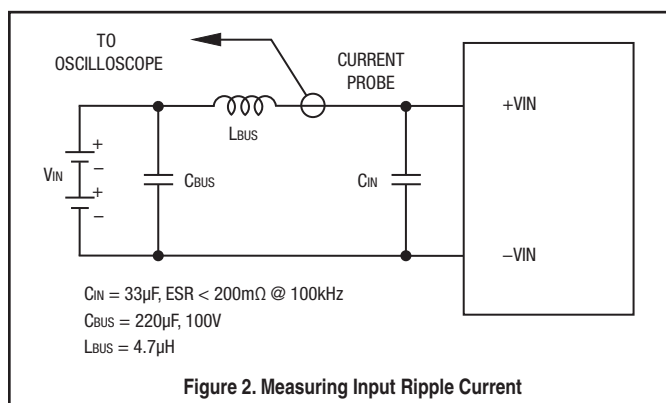 TO
OSCILLOSCOPE
CURRENT
PROBE
+VIN
LBUS
+
−
VIN
+
−
CBUS
CIN
−VIN
CIN = 33µF, ESR < 200mΩ @ 100kHz
CBUS = 220µF, 100V
LBUS = 4.7µH
Figure 2. Measuring Input Ripple Current